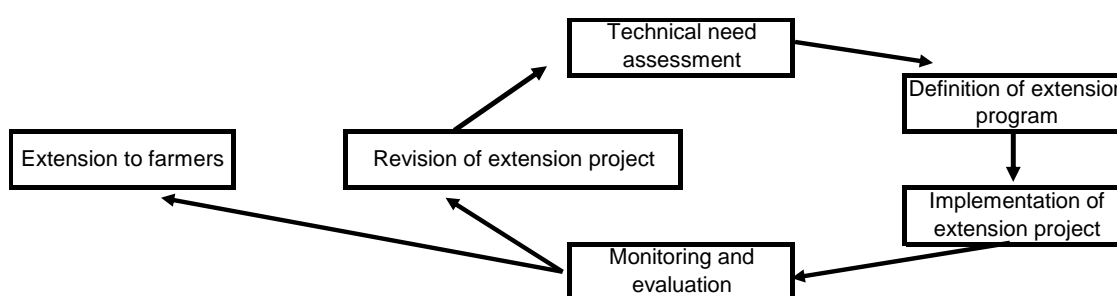 Technical need
assessment
Definition of extension
program
Extension to farmers
Revision of extension project
Implementation of
extension project
Monitoring and
evaluation